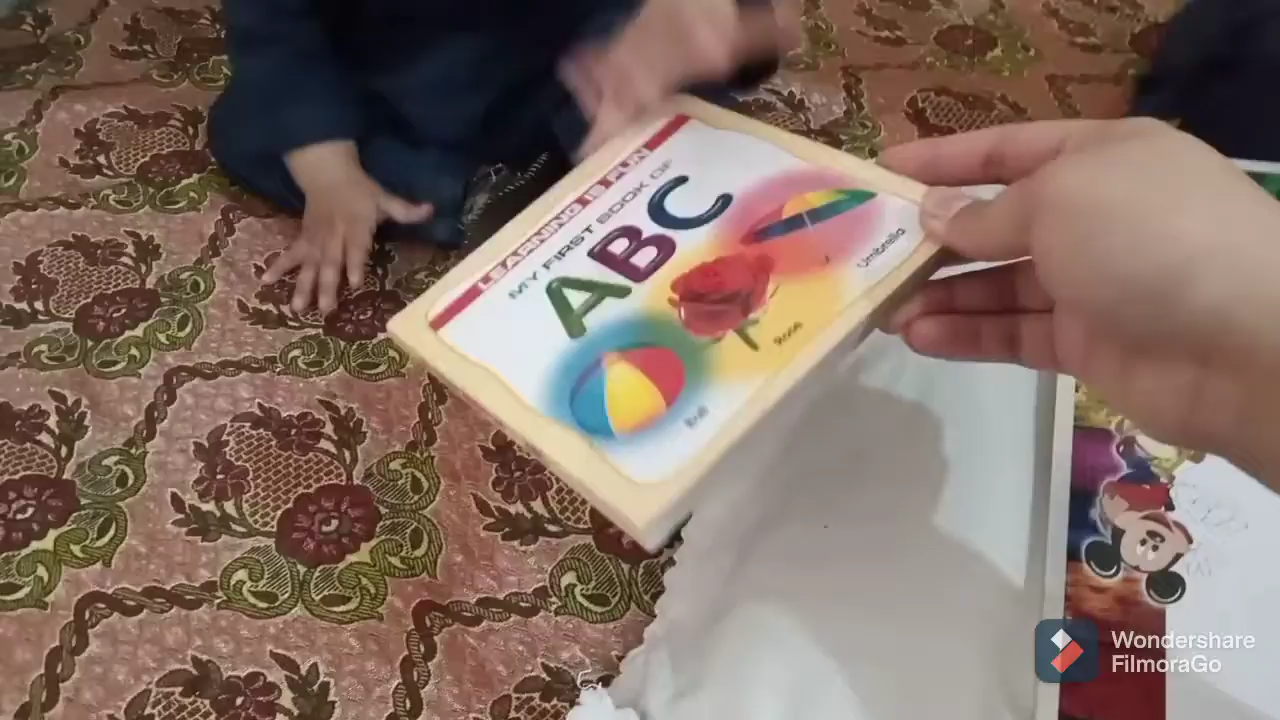 LEARNING IS FUN
MY FIRST BOOK OF
ABC
Umbrella
Rose
Ball
Wondershare
FilmoraGo